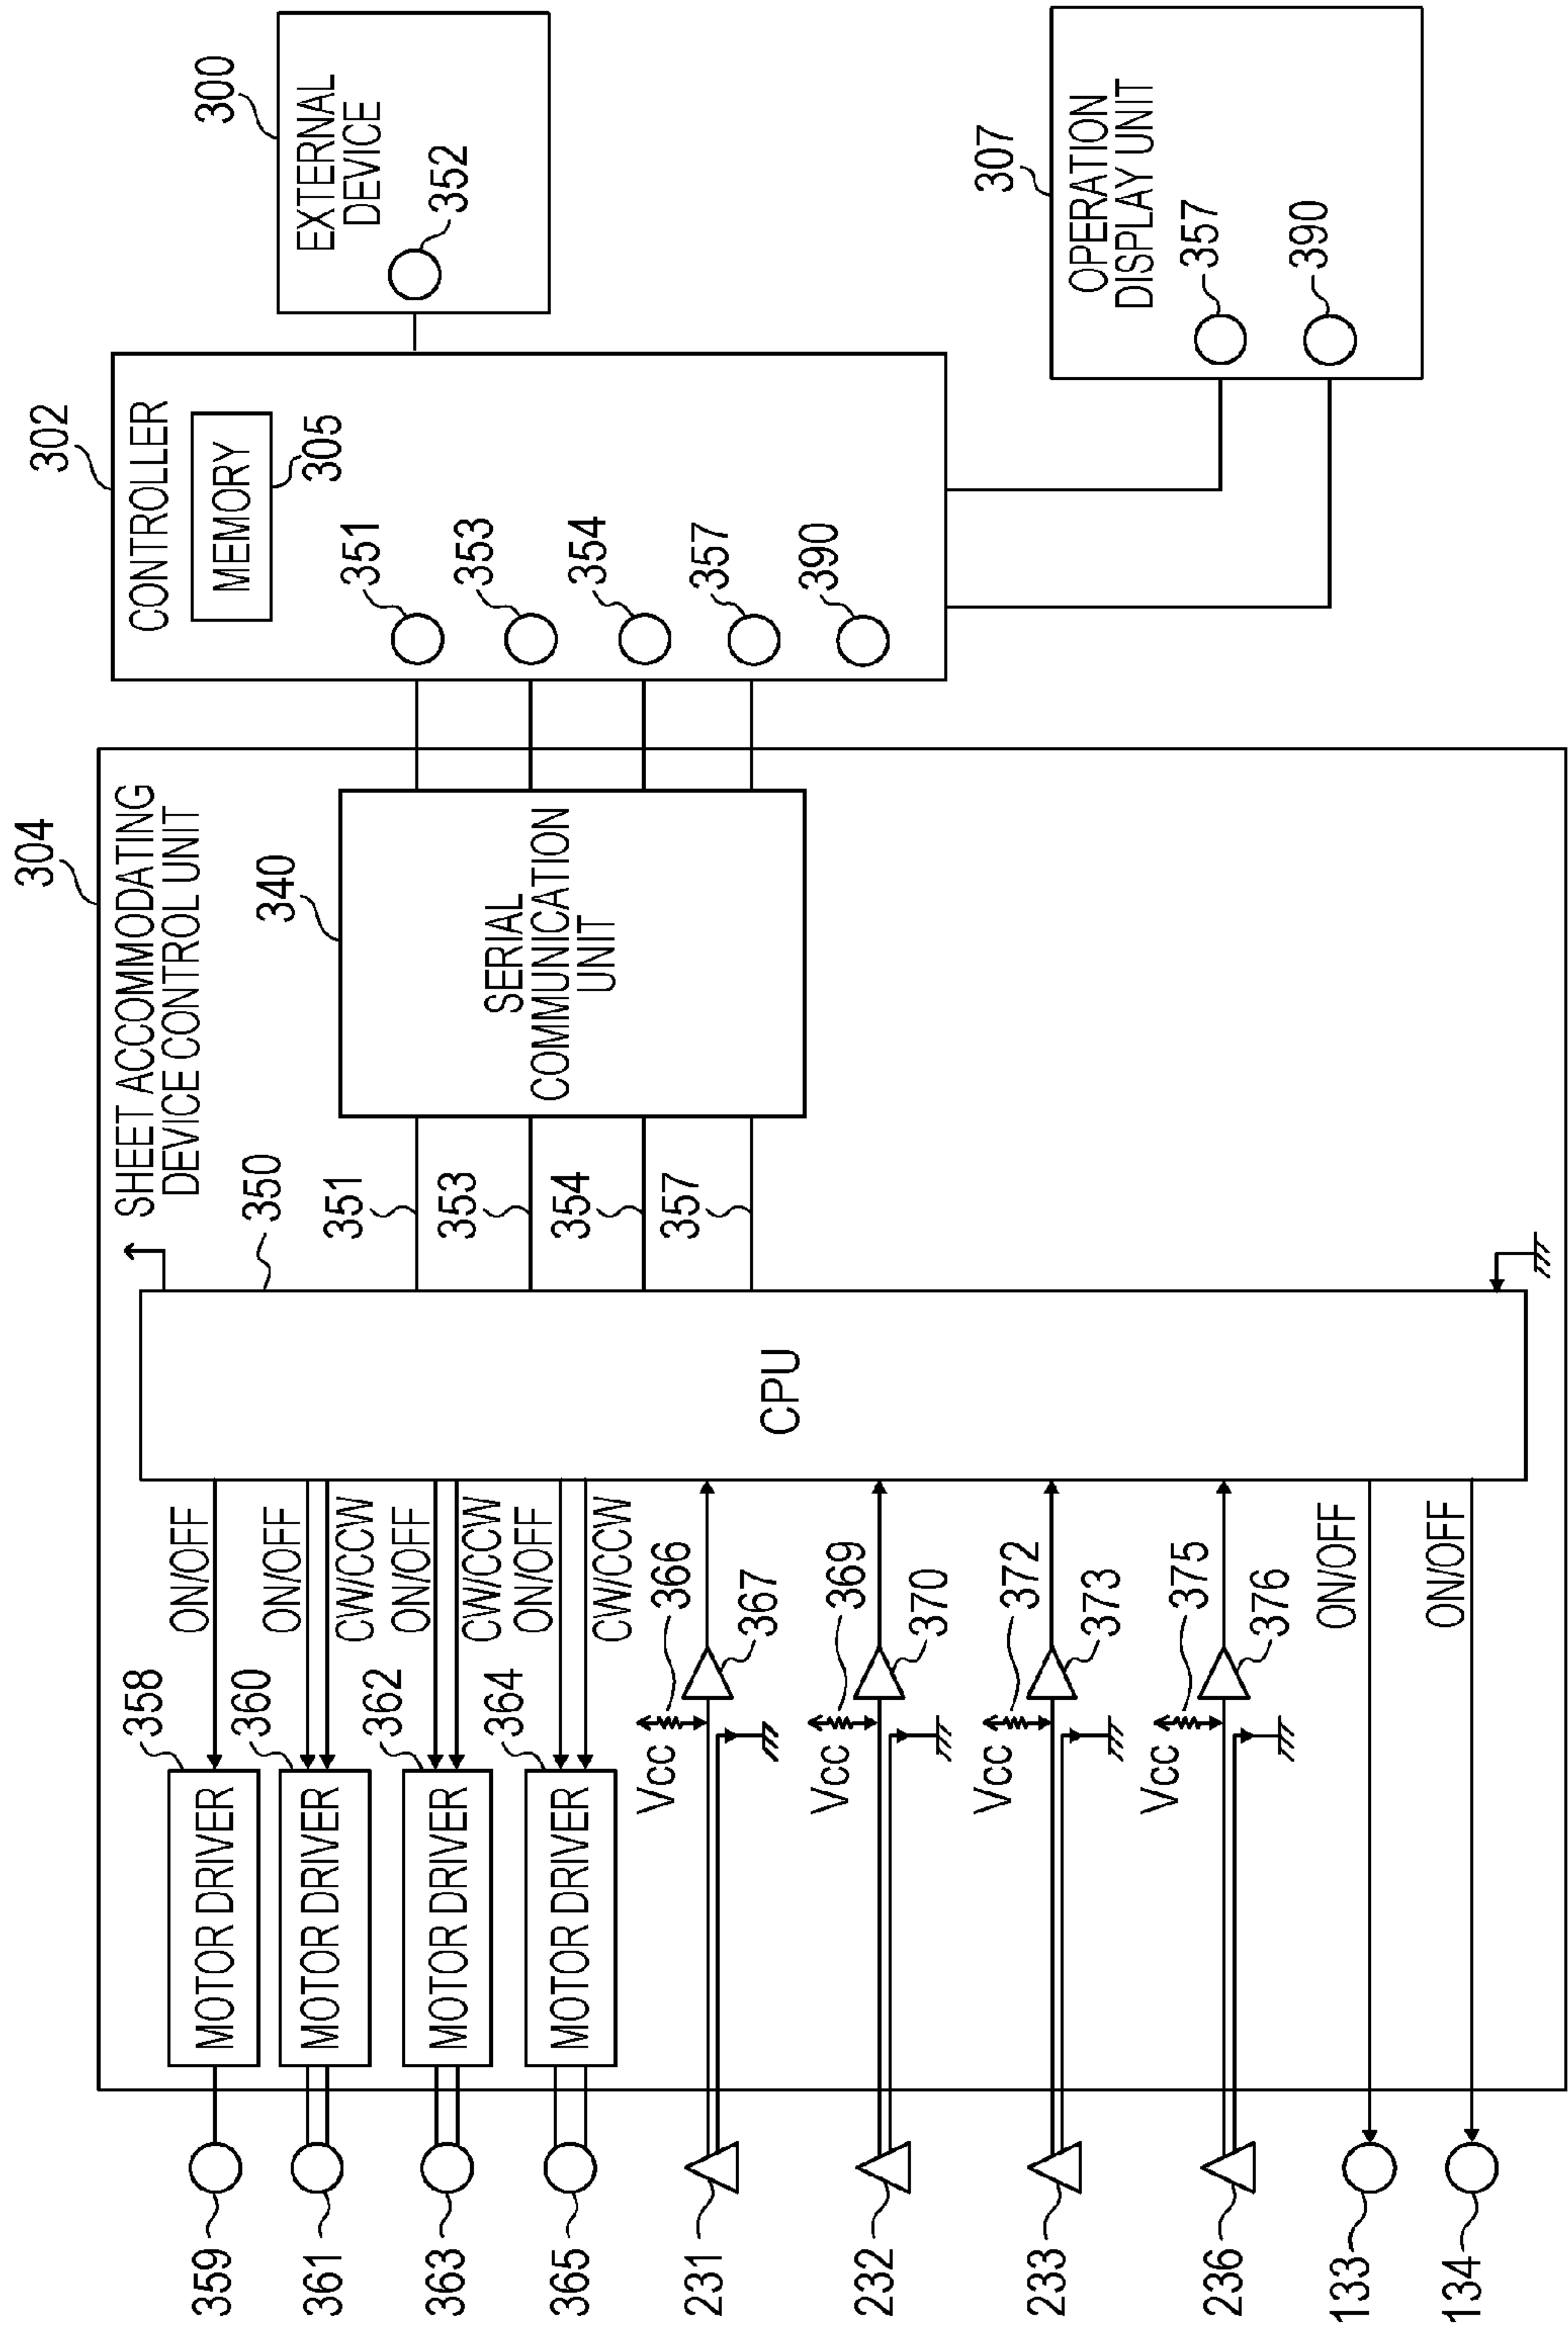 300
EXTERNAL
DEVICE
352
302
CONTROLLER
MEMORY
305
351
353
354
357
390
307
OPERATION
DISPLAY UNIT
357
390
304
SHEET ACCOMMODATING
DEVICE CONTROL UNIT
340
SERIAL
COMMUNICATION
UNIT
350
351
353
354
357
CPU
ON/OFF
ON/OFF
CW/CCW
ON/OFF
CW/CCW
ON/OFF
CW/CCW
366
367
369
370
372
373
375
376
ON/OFF
ON/OFF
358
360
362
364
Vcc
Vcc
Vcc
Vcc
MOTOR DRIVER
MOTOR DRIVER
MOTOR DRIVER
MOTOR DRIVER
359
361
363
365
231
232
233
236
133
134